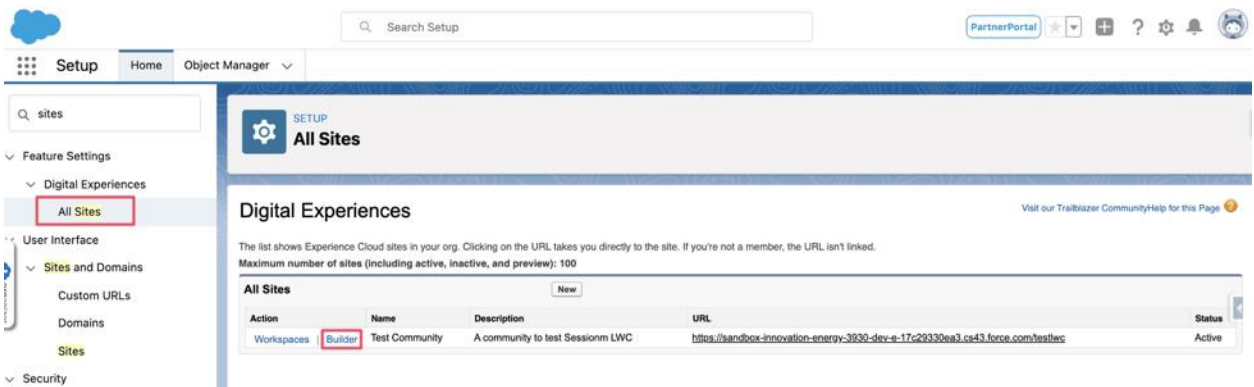 Search Setup
PartnerPortal
Setup
Home
Object Manager
sites
Feature Settings
Digital Experiences
All Sites
User Interface
Sites and Domains
Custom URLs
Domains
Sites
Security
SETUP
All Sites
Digital Experiences
Visit our Trailblazer Community Help for this Page
The list shows Experience Cloud sites in your org. Clicking on the URL takes you directly to the site. If you're not a member, the URL isn't linked.
Maximum number of sites (including active, inactive, and preview): 100
All Sites New
Action Name Description URL Status
Workspaces | Builder Test Community A community to test Sessionm LWC https://sandbox-innovation-energy-3930-dev-e-17c29330ea3.cs43.force.com/testlwc Active